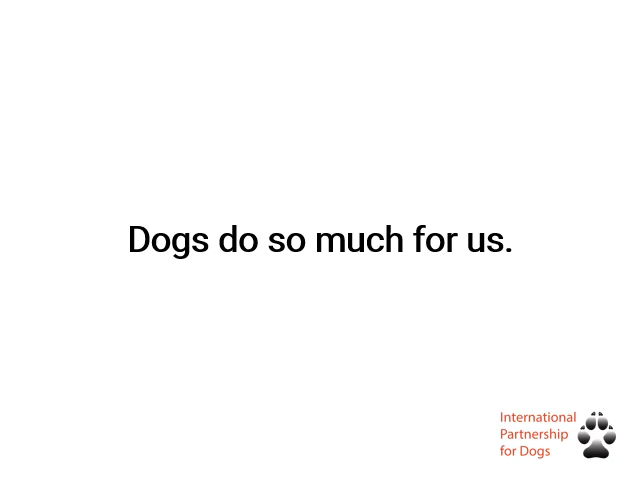 Dogs do so much for us.
International
Partnership
for Dogs